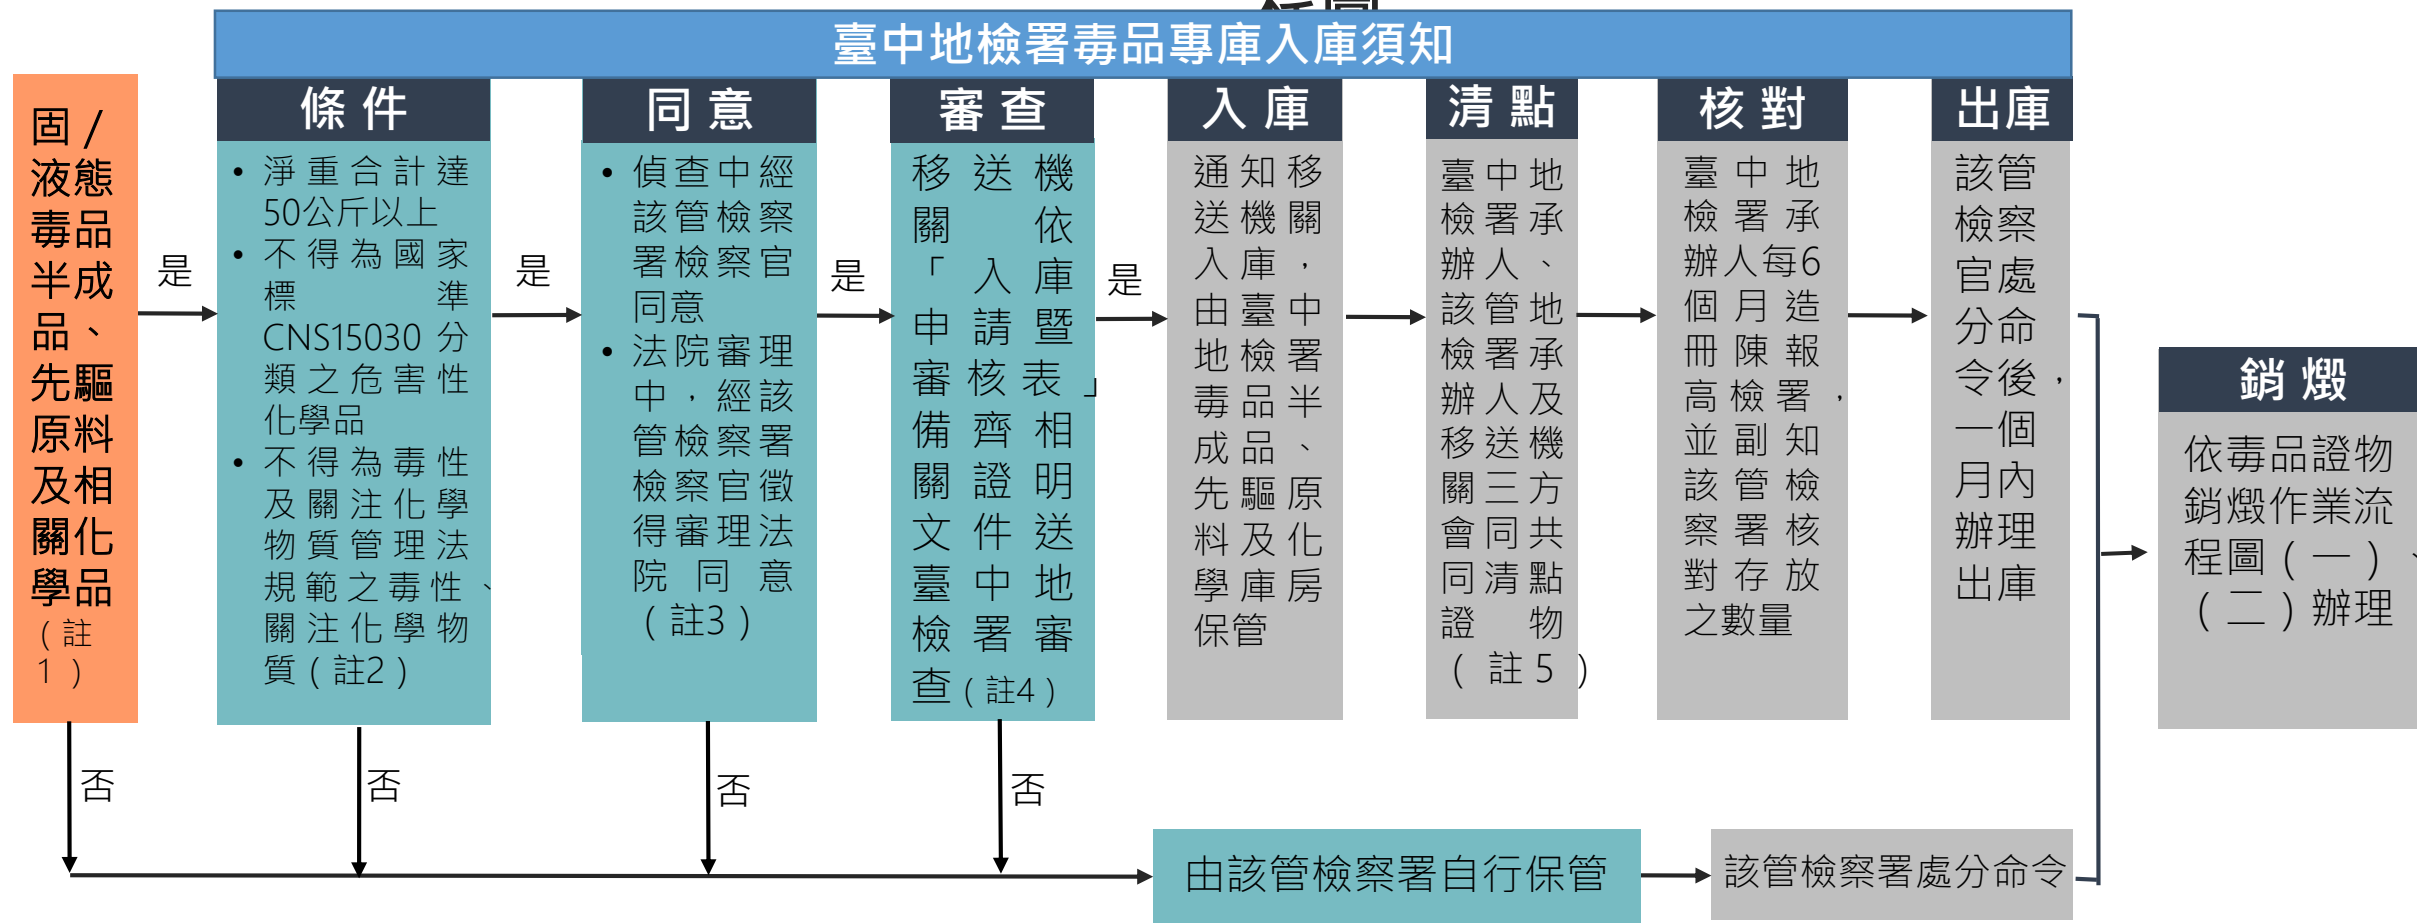 程圖
臺中地檢署毒品專庫入庫須知
固/
液態
毒品
半成
品、
先驅
原料
及相
關化
學品
(註
1)
是
否
條件
• 淨重合計達
50公斤以上
• 不得為國家
標準
CNS15030分
類之危害性
化學品
• 不得為毒性
及關注化學
物質管理法
規範之毒性、
關注化學物
質(註2)
是
否
同意
• 偵查中經
該管檢察
署檢察官
同意
• 法院審理
中，經該
管檢察署
檢察官徵
得審理法
院同意
(註3)
是
否
審查
移送機
關依
「入庫
申請暨
審核表」
備齊相
關證明
文件送
臺中地
檢署審
查(註4)
是
否
入庫
通知移
送機關
入庫，
由臺中
地檢署
毒品半
成品、
先驅原
料及化
學庫房
保管
清點
臺中地
檢署承
辦人、
該管地
檢署承
辦人及
移送機
關三方
會同共
同清點
證物
(註5)
核對
臺中地
檢署承
辦人每6
個月造
冊陳報
高檢署，
並副知
該管檢
察署核
對存放
之數量
出庫
該管
檢察
官處
分命
令後，
一個
月內
辦理
出庫
銷燬
依毒品證物
銷燬作業流
程圖(一)、
(二)辦理
由該管檢察署自行保管
該管檢察署處分命令